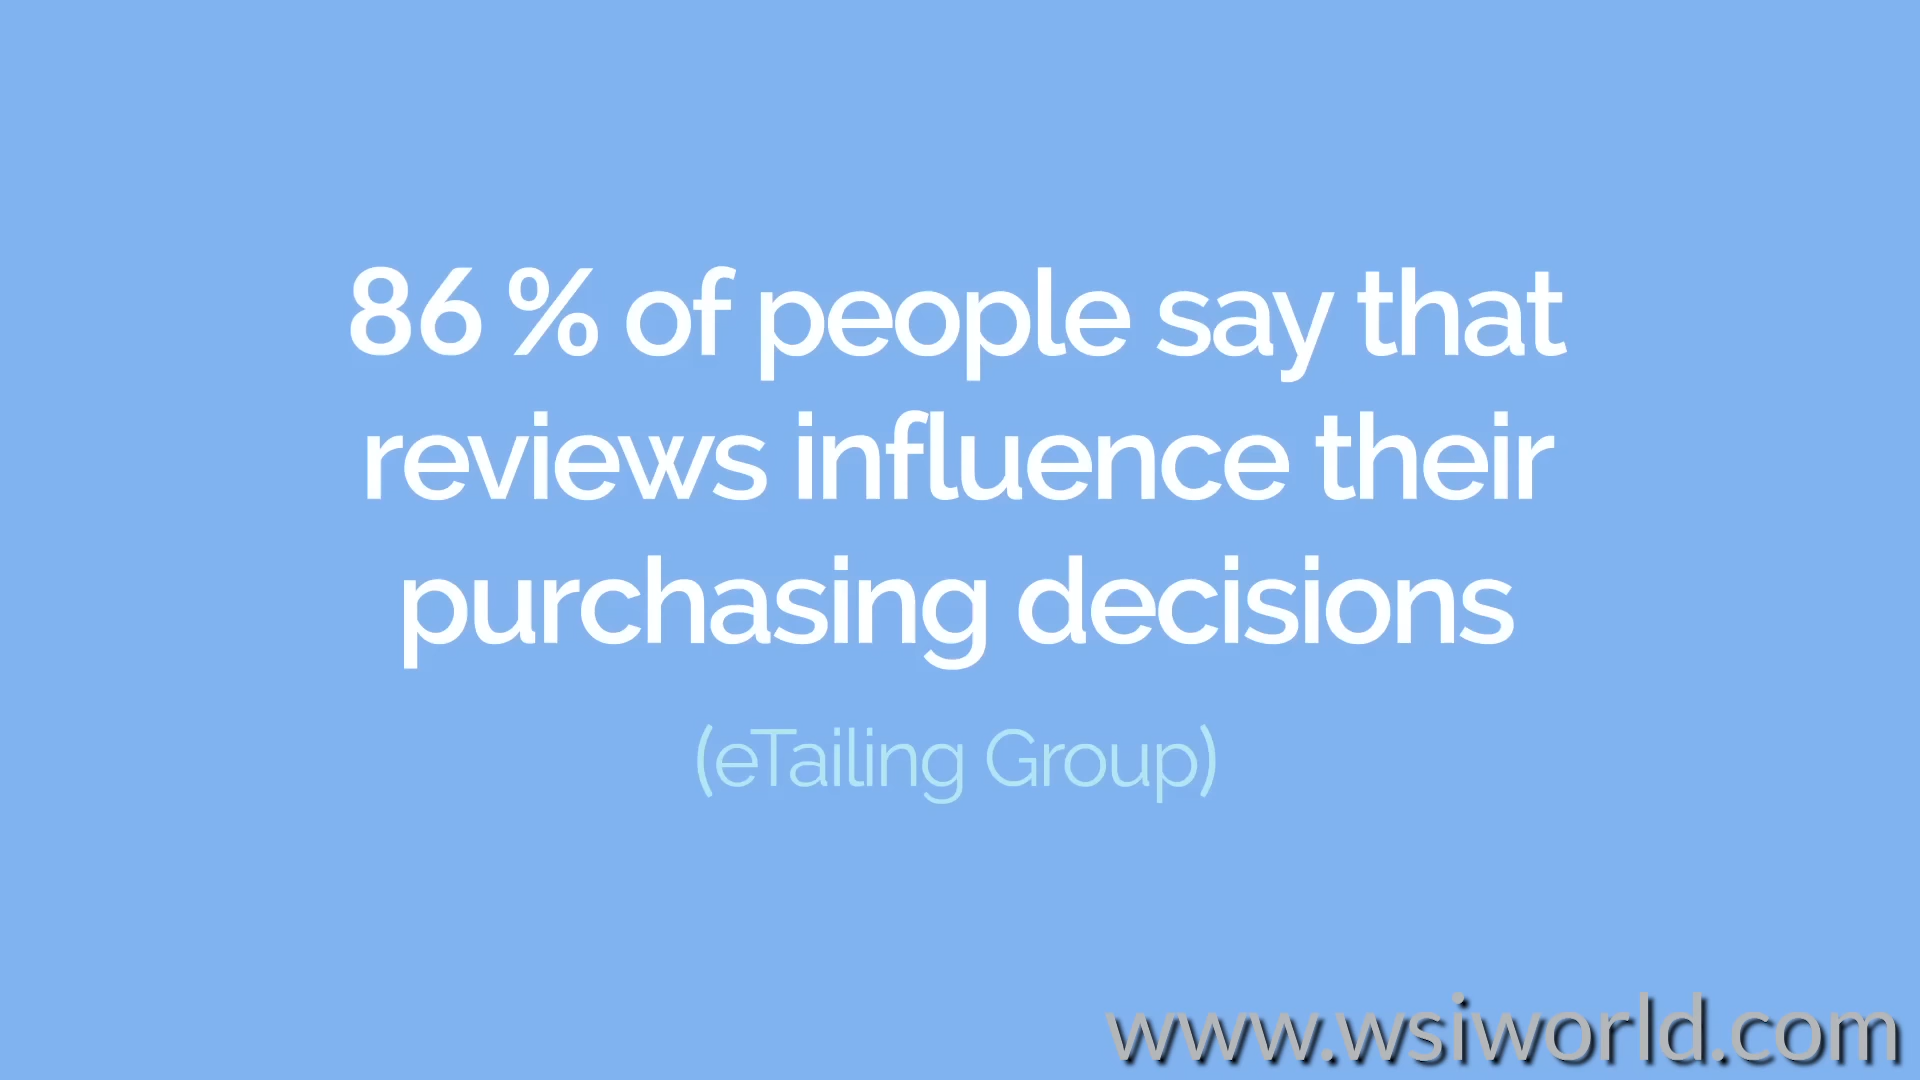 86 % of people say that
reviews influence their
purchasing decisions
(eTailing Group)
www.wsiworld.com